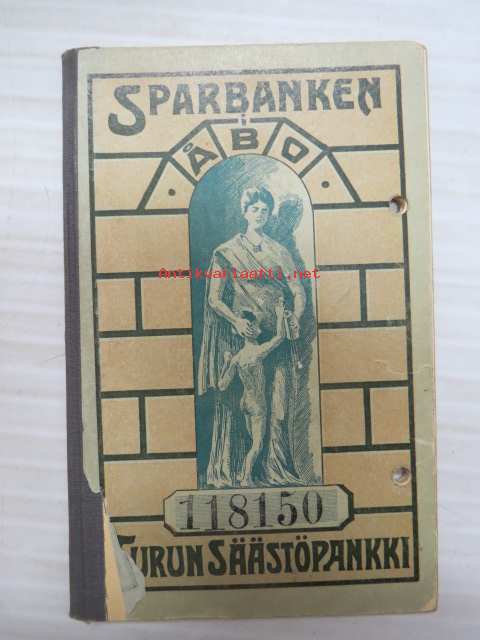 SPARBANKEN
I
ÅBO
Antikvariaatti.net
118150
TURUN SÄÄSTÖPANKKI